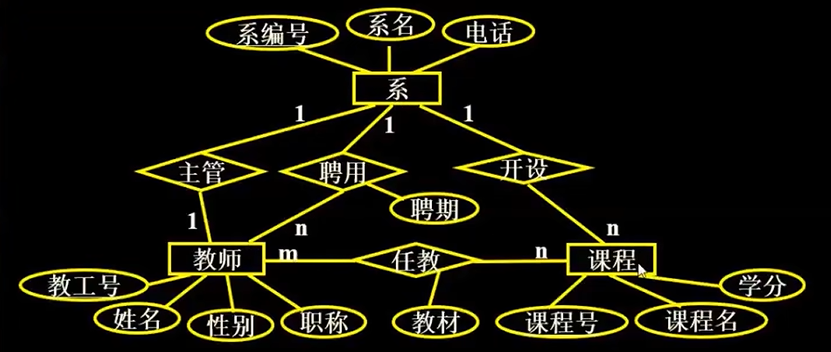 系编号 系名 电话
系
1 1 1
主管 聘用 开设
聘期
1 n n
教师 m 任教 n 课程
教工号 学分
姓名 性别 职称 教材 课程号 课程名